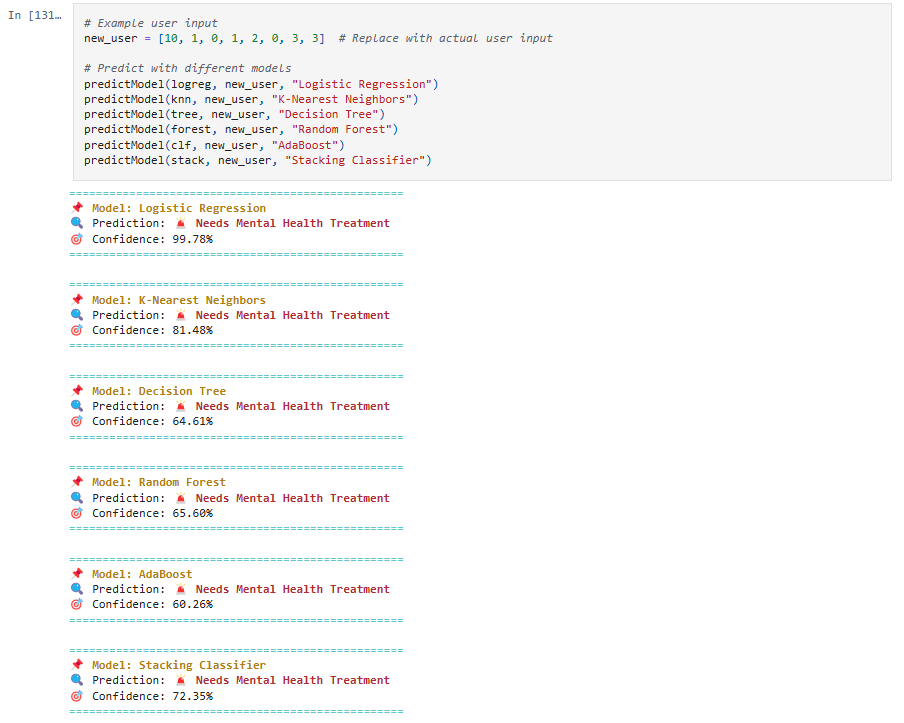 In [131…
# Example user input
new_user = [10, 1, 0, 1, 2, 0, 3, 3]  # Replace with actual user input
# Predict with different models
predictModel(logreg, new_user, "Logistic Regression")
predictModel(knn, new_user, "K-Nearest Neighbors")
predictModel(tree, new_user, "Decision Tree")
predictModel(forest, new_user, "Random Forest")
predictModel(clf, new_user, "AdaBoost")
predictModel(stack, new_user, "Stacking Classifier")
==================================================
📌 Model: Logistic Regression
🔍 Prediction: 🚨 Needs Mental Health Treatment
🎯 Confidence: 99.78%
==================================================
==================================================
📌 Model: K-Nearest Neighbors
🔍 Prediction: 🚨 Needs Mental Health Treatment
🎯 Confidence: 81.48%
==================================================
==================================================
📌 Model: Decision Tree
🔍 Prediction: 🚨 Needs Mental Health Treatment
🎯 Confidence: 64.61%
==================================================
==================================================
📌 Model: Random Forest
🔍 Prediction: 🚨 Needs Mental Health Treatment
🎯 Confidence: 65.60%
==================================================
==================================================
📌 Model: AdaBoost
🔍 Prediction: 🚨 Needs Mental Health Treatment
🎯 Confidence: 60.26%
==================================================
==================================================
📌 Model: Stacking Classifier
🔍 Prediction: 🚨 Needs Mental Health Treatment
🎯 Confidence: 72.35%
==================================================